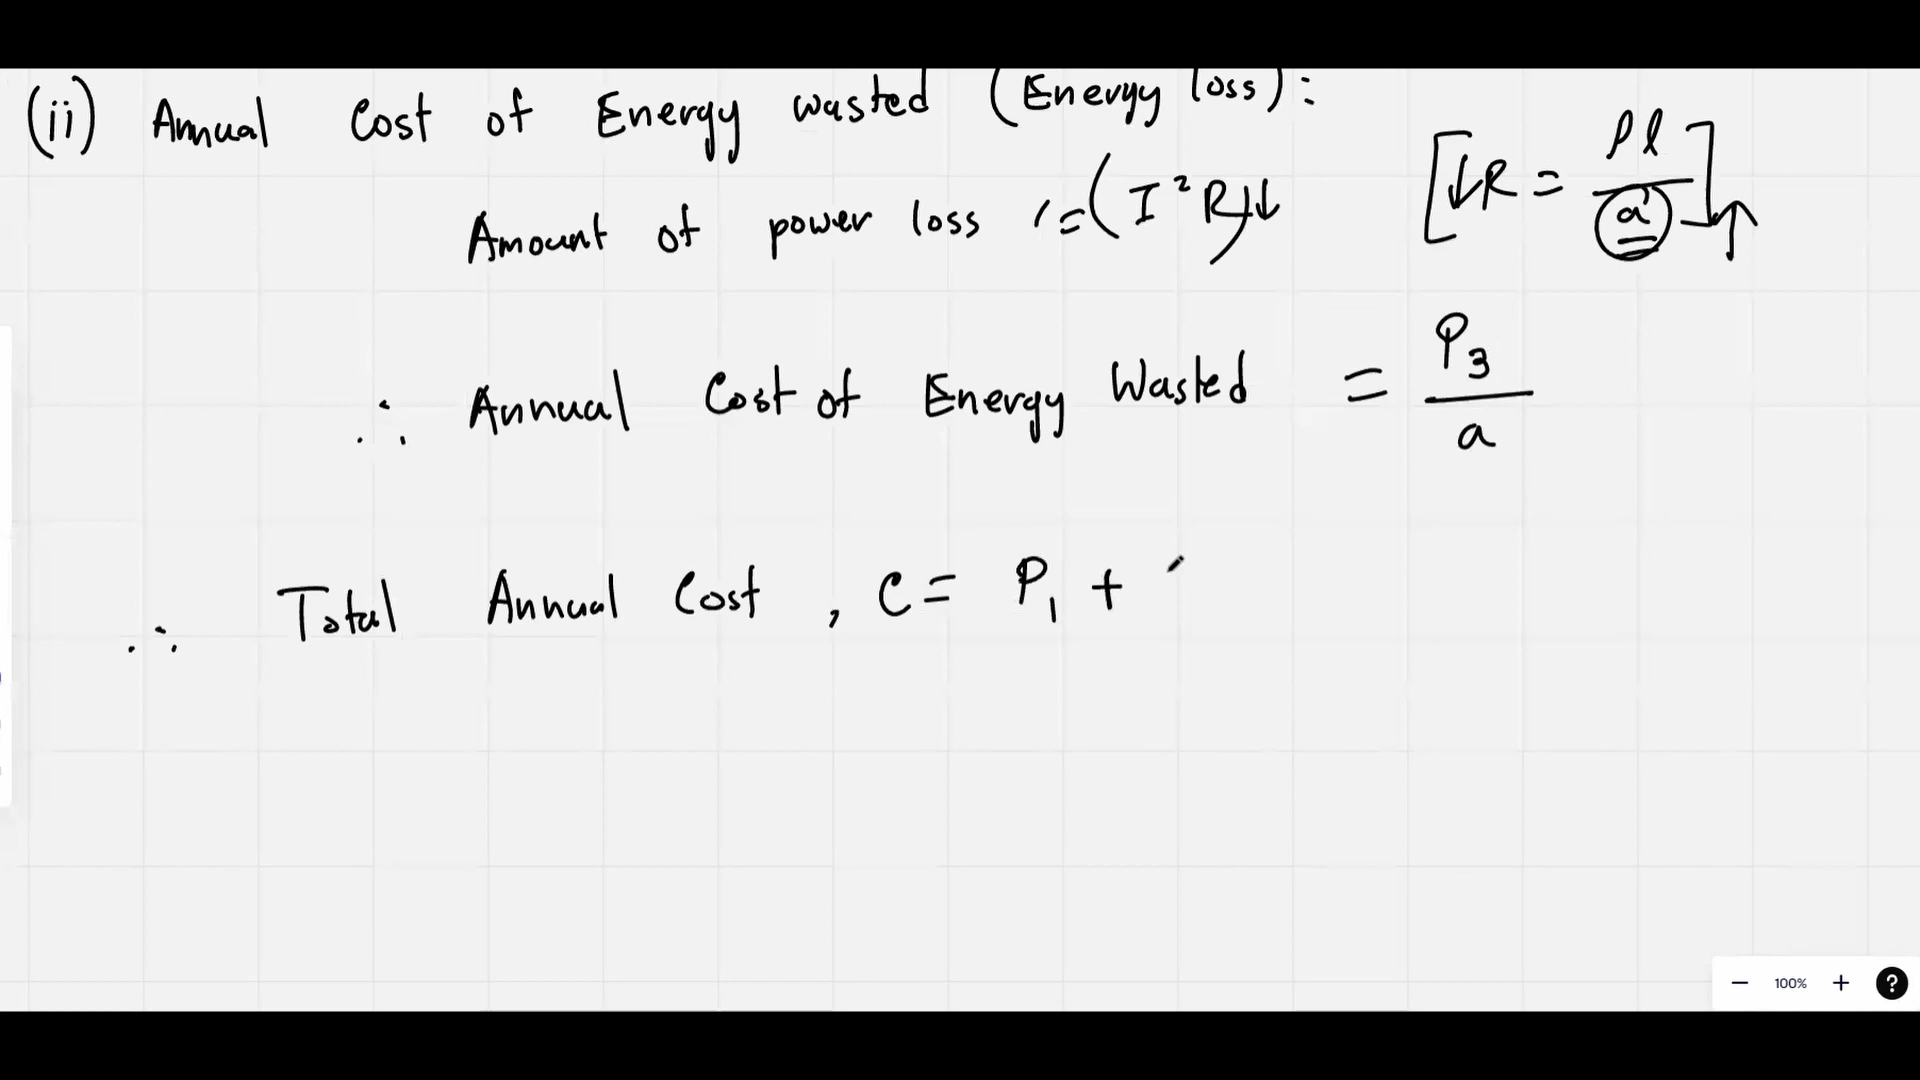 (ii) Annual Cost of Energy wasted (Energy loss):
Amount of power loss = (I²R)↓ [↓R = ρl/a]↑
∴ Annual Cost of Energy Wasted = P₃/a
∴ Total Annual Cost, C = P₁ +
− 100% + ?